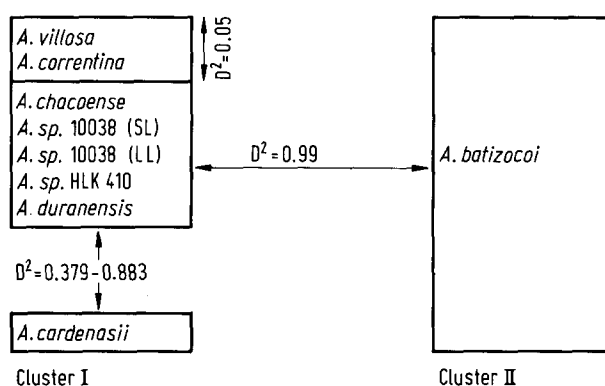 A. villosa
A. correntina
D²=0.05
A. chacoense
A. sp. 10038 (SL)
A. sp. 10038 (LL)
A. sp. HLK 410
A. duranensis
D²=0.99
A. batizocoi
D²=0.379-0.883
A. cardenasii
Cluster I
Cluster II